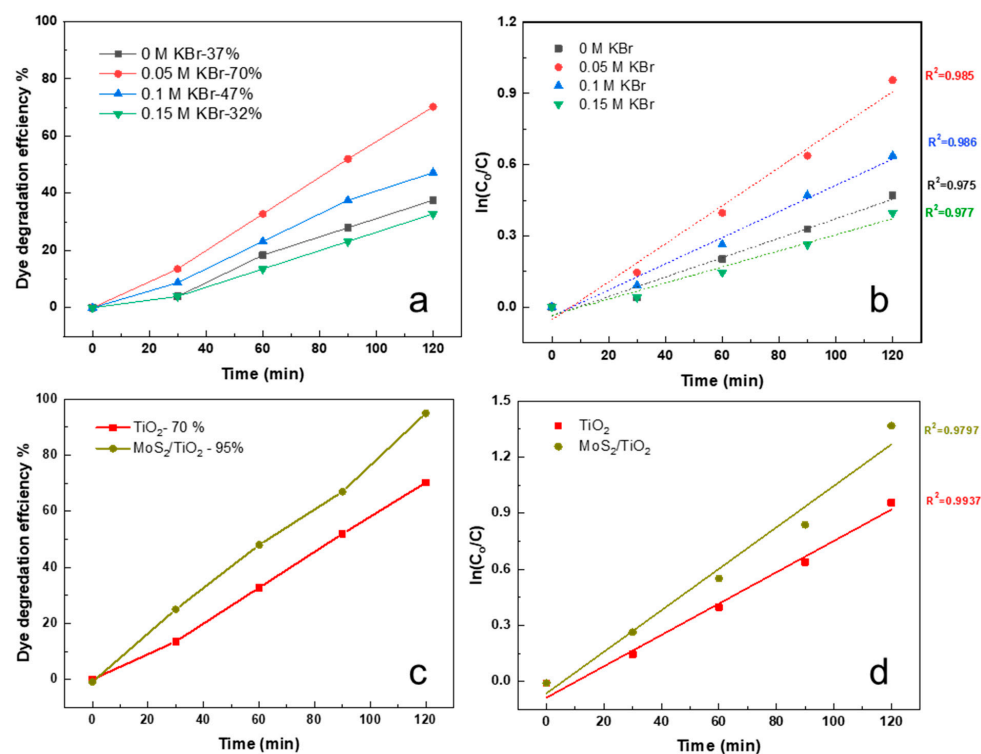 100
80
60
40
20
0
Dye degradation effciency %
0 M KBr-37%
0.05 M KBr-70%
0.1 M KBr-47%
0.15 M KBr-32%
a
0 20 40 60 80 100 120
Time (min)
1.2
0.9
0.6
0.3
0.0
ln(C₀/C)
0 M KBr
0.05 M KBr
0.1 M KBr
0.15 M KBr
R²=0.985
R²=0.986
R²=0.975
R²=0.977
b
0 20 40 60 80 100 120
Time (min)
100
80
60
40
20
0
Dye degredation effciency %
TiO₂- 70 %
MoS₂/TiO₂ - 95%
c
0 20 40 60 80 100 120
Time (min)
1.5
1.2
0.9
0.6
0.3
0.0
ln(C₀/C)
TiO₂
MoS₂/TiO₂
R²=0.9797
R²=0.9937
d
0 20 40 60 80 100 120
Time (min)